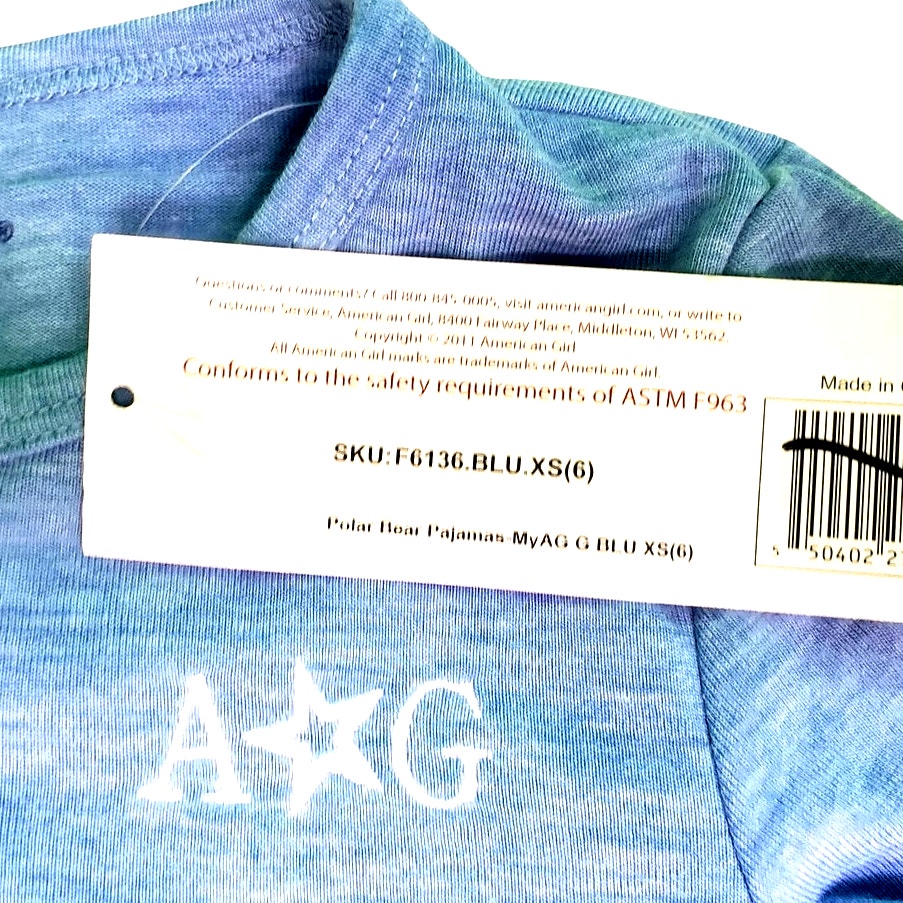 Questions or comments? Call 800-845-0005, visit americangirl.com, or write to
Customer Service, American Girl, 8400 Fairway Place, Middleton, WI 53562.
Copyright © 2011 American Girl
All American Girl marks are trademarks of American Girl.
Conforms to the safety requirements of ASTM F963
Made in
SKU:F6136.BLU.XS(6)
Polar Bear Pajamas-MyAG G BLU XS(6)
5 50402 2
A☆G